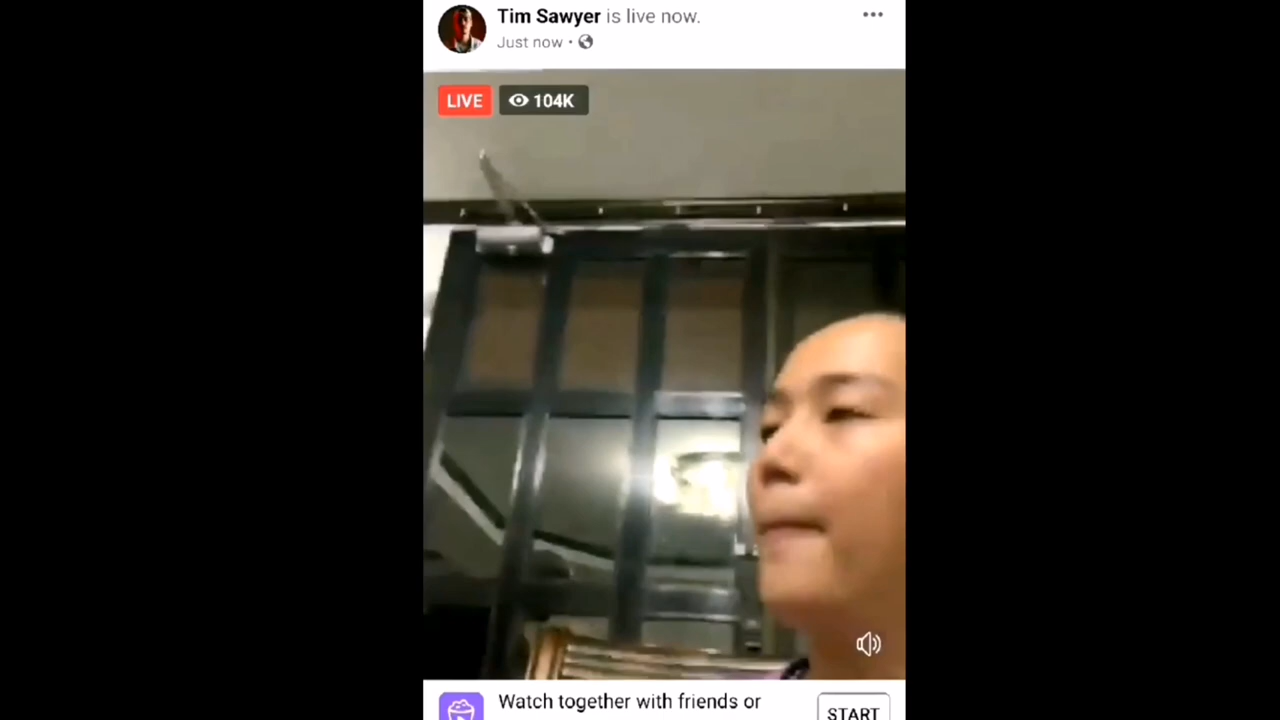 Tim Sawyer is live now.
Just now •
LIVE 104K
Watch together with friends or
START